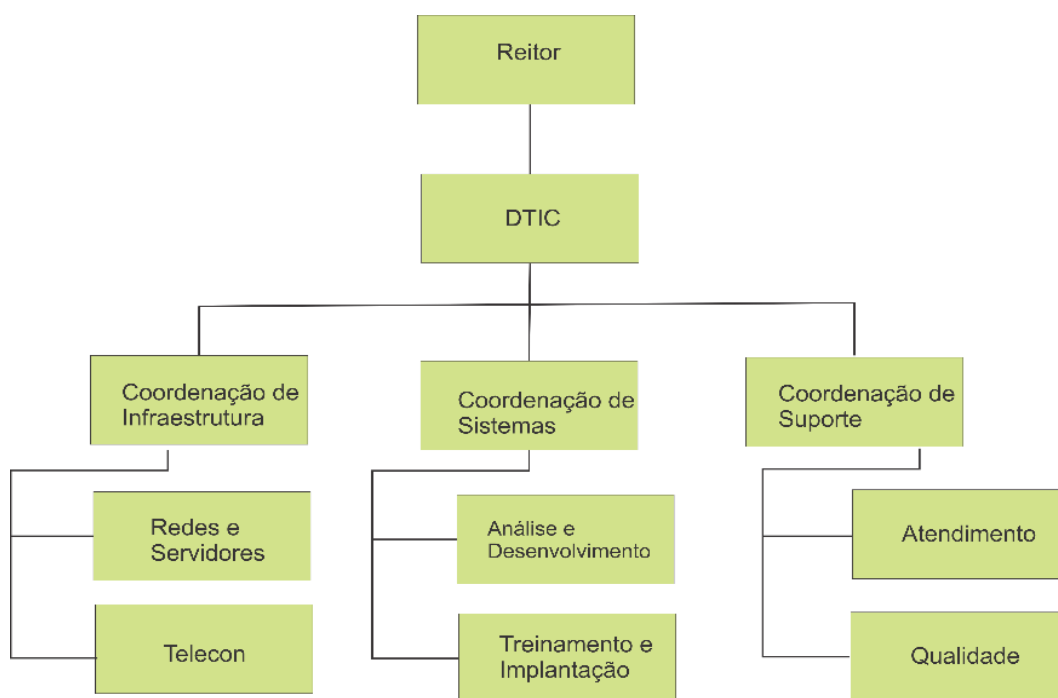 Reitor
DTIC
Coordenação de
Infraestrutura
Coordenação de
Sistemas
Coordenação de
Suporte
Redes e
Servidores
Análise e
Desenvolvimento
Atendimento
Telecon
Treinamento e
Implantação
Qualidade